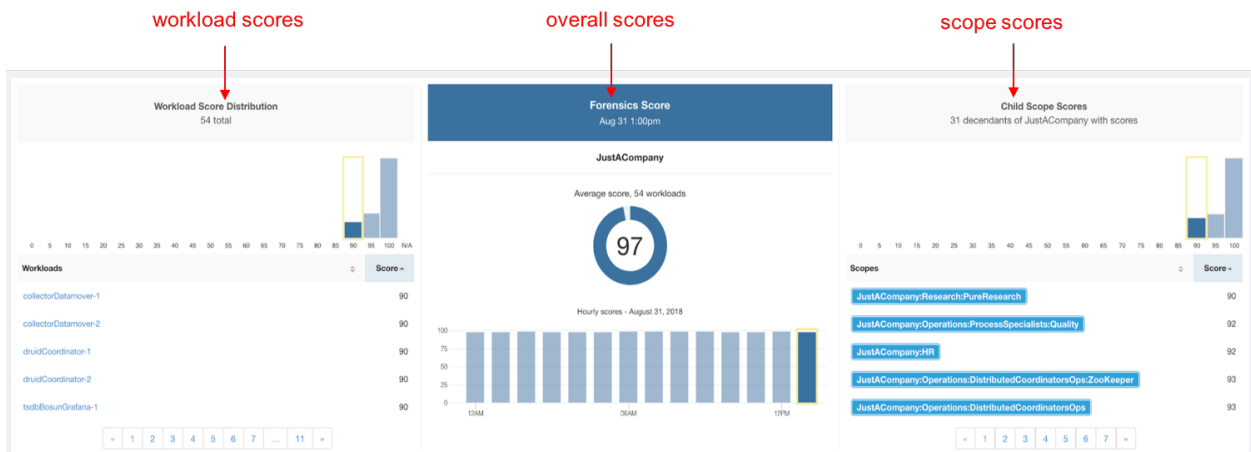 workload scores
overall scores
scope scores
Workload Score Distribution
54 total
0 5 10 15 20 25 30 35 40 45 50 55 60 65 70 75 80 85 90 95 100 N/A
Workloads Score
collectorDatamover-1 90
collectorDatamover-2 90
druidCoordinator-1 90
druidCoordinator-2 90
tsdbBosunGrafana-1 90
« 1 2 3 4 5 6 7 ... 11 »
Forensics Score
Aug 31 1:00pm
JustACompany
Average score, 54 workloads
97
Hourly scores - August 31, 2018
100
75
50
25
0
12AM 06AM 12PM
Child Scope Scores
31 decendants of JustACompany with scores
0 5 10 15 20 25 30 35 40 45 50 55 60 65 70 75 80 85 90 95 100
Scopes Score
JustACompany:Research:PureResearch 90
JustACompany:Operations:ProcessSpecialists:Quality 92
JustACompany:HR 92
JustACompany:Operations:DistributedCoordinatorsOps:ZooKeeper 93
JustACompany:Operations:DistributedCoordinatorsOps 93
« 1 2 3 4 5 6 7 »